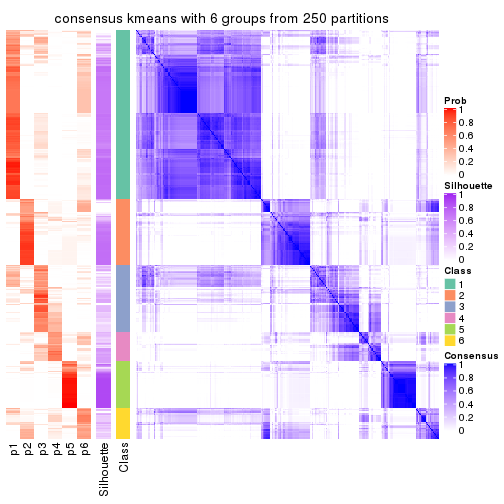 consensus kmeans with 6 groups from 250 partitions
Prob
1
0.8
0.6
0.4
0.2
0
Silhouette
1
0.8
0.6
0.4
0.2
0
Class
1
2
3
4
5
6
Consensus
1
0.8
0.6
0.4
0.2
0
p1
p2
p3
p4
p5
p6
Silhouette
Class